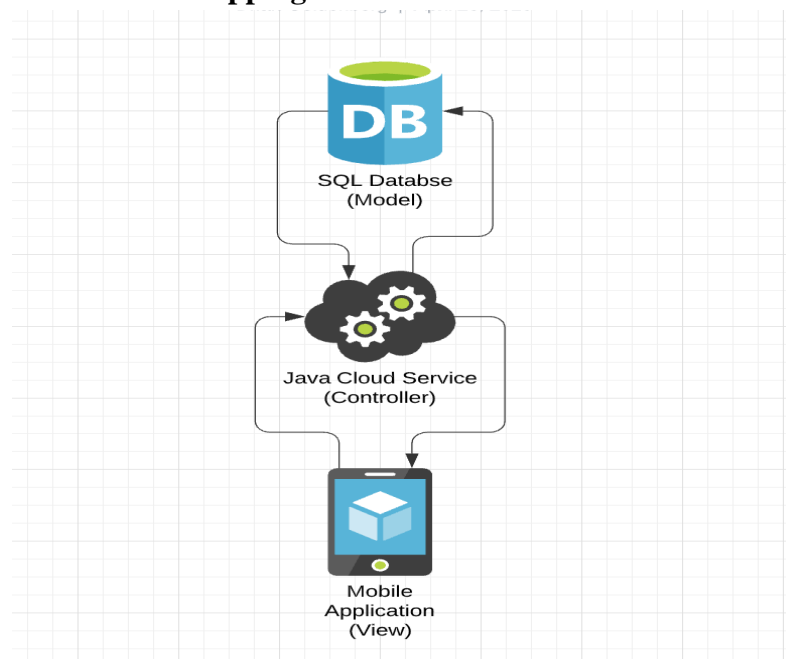 DB
SQL Databse
(Model)
Java Cloud Service
(Controller)
Mobile
Application
(View)